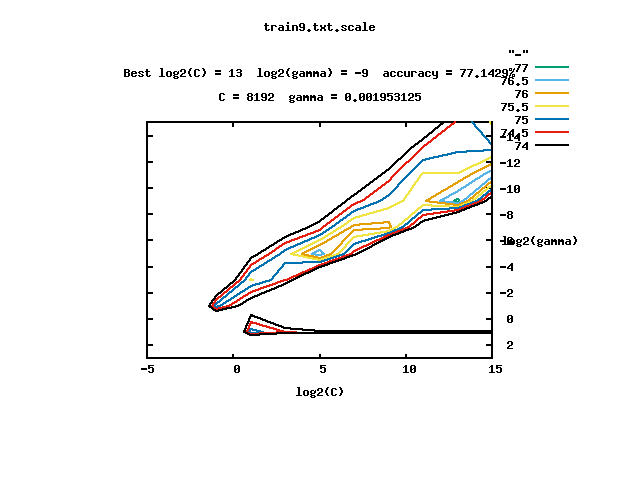 train9.txt.scale
"-"
Best log2(C) = 13  log2(gamma) = -9  accuracy = 77.1429%
77
76.5
C = 8192  gamma = 0.001953125
76
75.5
75
74.5
74
-14
-12
-10
-8
-6
log2(gamma)
-4
-2
0
2
-5 0 5 10 15
log2(C)